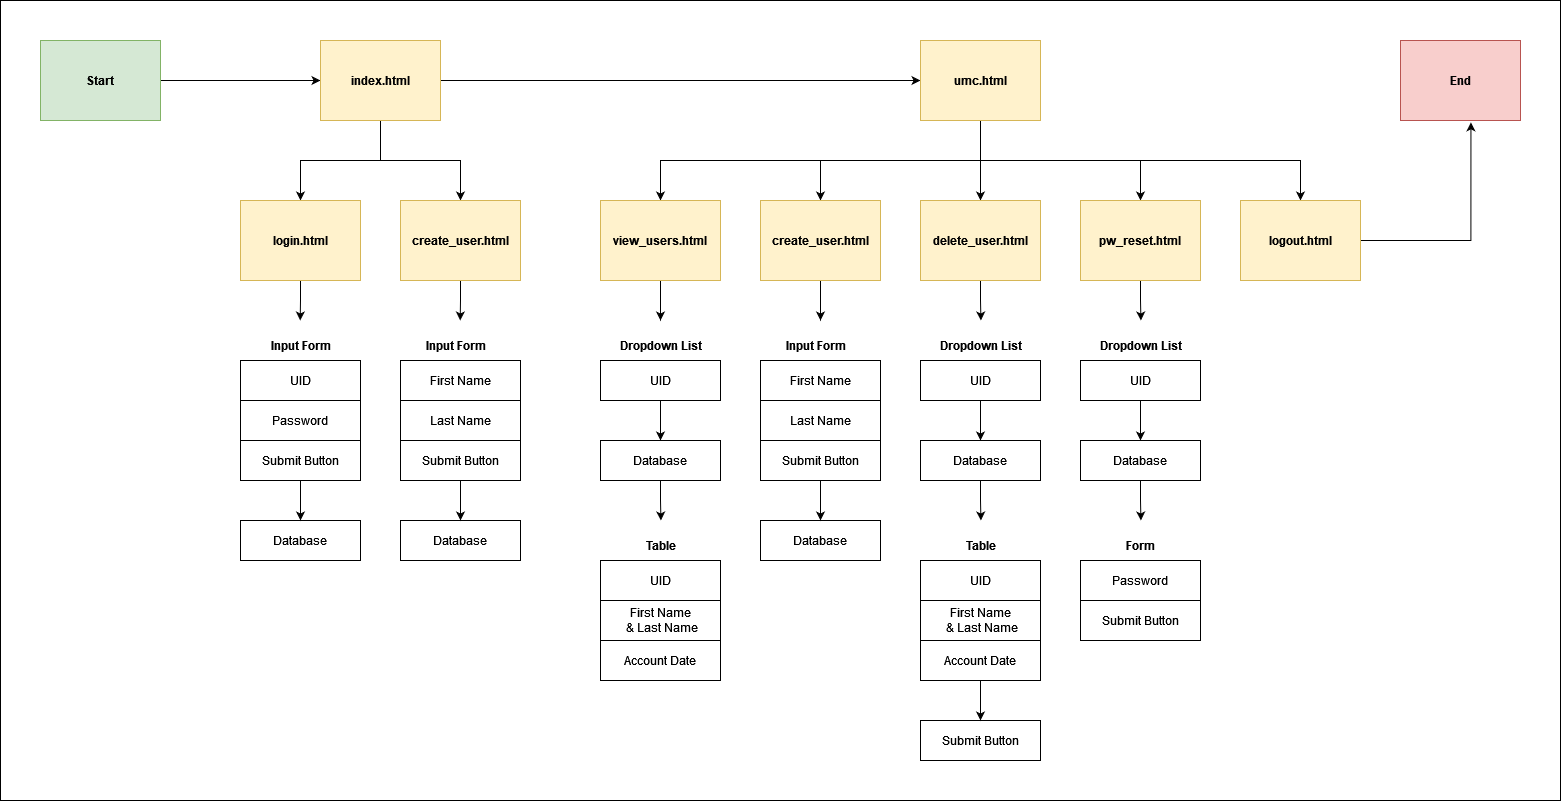 Start
index.html
umc.html
End
login.html
create_user.html
view_users.html
create_user.html
delete_user.html
pw_reset.html
logout.html
Input Form
UID
Password
Submit Button
Database
Input Form
First Name
Last Name
Submit Button
Database
Dropdown List
UID
Database
Table
UID
First Name
& Last Name
Account Date
Input Form
First Name
Last Name
Submit Button
Database
Dropdown List
UID
Database
Table
UID
First Name
& Last Name
Account Date
Submit Button
Dropdown List
UID
Database
Form
Password
Submit Button